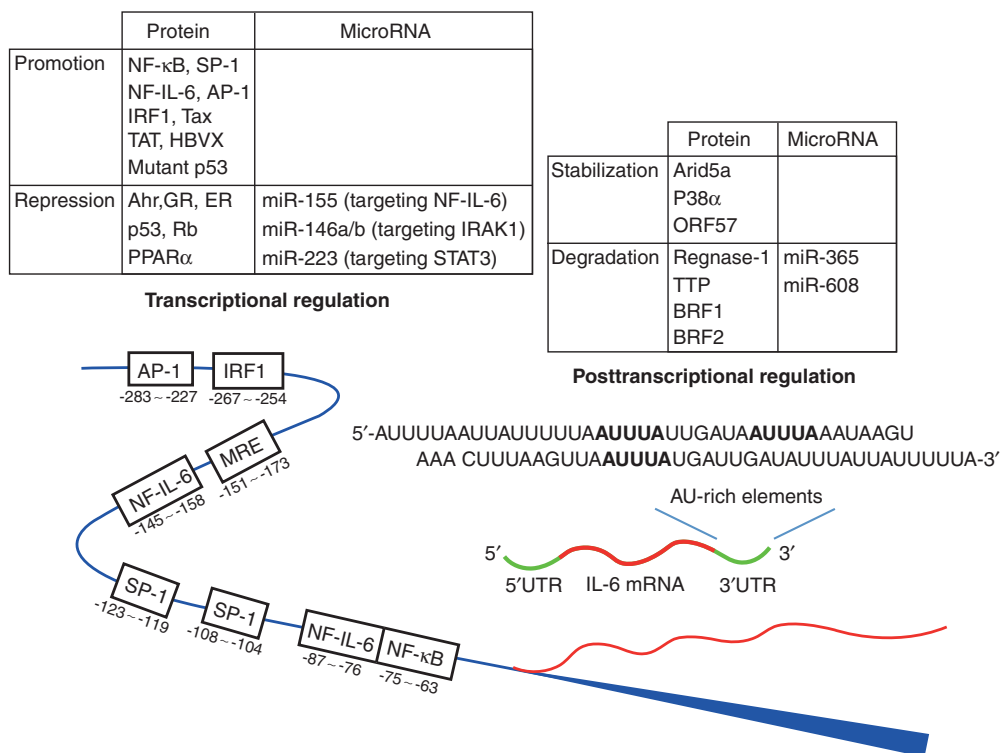 Protein MicroRNA
Promotion NF-κB, SP-1
NF-IL-6, AP-1
IRF1, Tax
TAT, HBVX
Mutant p53
Repression Ahr,GR, ER miR-155 (targeting NF-IL-6)
p53, Rb miR-146a/b (targeting IRAK1)
PPARα miR-223 (targeting STAT3)
Transcriptional regulation
Protein MicroRNA
Stabilization Arid5a
P38α
ORF57
Degradation Regnase-1 miR-365
TTP miR-608
BRF1
BRF2
Posttranscriptional regulation
AP-1 IRF1
-283~-227 -267~-254
MRE
-151~-173
NF-IL-6
-145~-158
SP-1
-123~-119
SP-1
-108~-104
NF-IL-6 NF-κB
-87~-76
-75~-63
5′-AUUUUAAUUAUUUUUAAUUUAUUGAUAAUUUAAAUAAGU
AAA CUUUAAGUUAAUUUAUGAUUGAUAUUUAUUAUUUUUA-3′
AU-rich elements
5′ 3′
5′UTR IL-6 mRNA 3′UTR